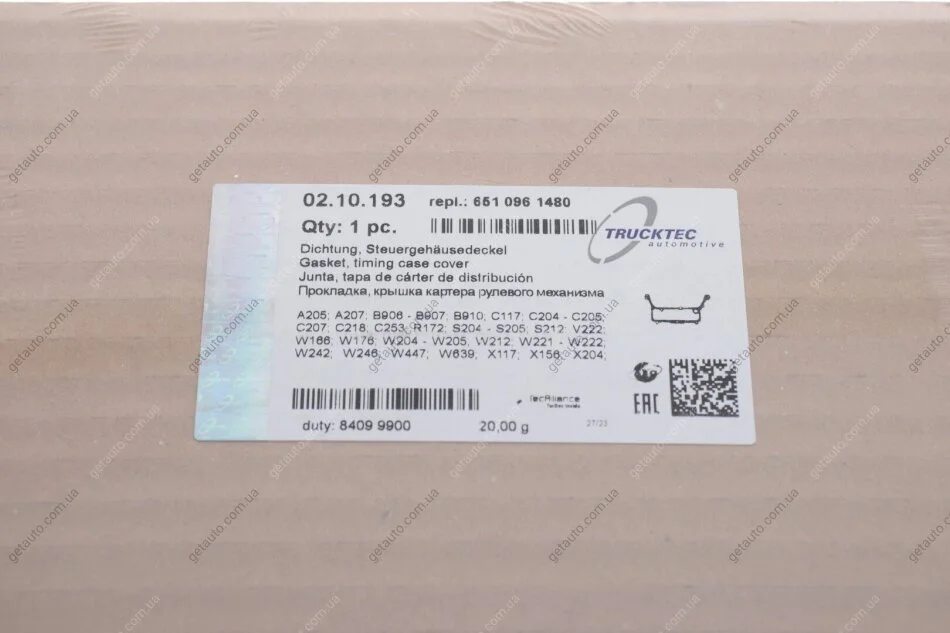 02.10.193 repl.: 651 096 1480
Qty: 1 pc.
TRUCKTEC
automotive
Dichtung, Steuergehäusedeckel
Gasket, timing case cover
Junta, tapa de cárter de distribución
Прокладка, крышка картера рулевого механизма
A205; A207; B906 - B907; B910; C117; C204 - C205;
C207; C218; C253; R172; S204 - S205; S212; V222;
W166; W176; W204 - W205; W212; W221 - W222;
W242; W246; W447; W639; X117; X156; X204;
TecAlliance
EAC
duty: 8409 9900 20,00 g 27/23
getauto.com.ua